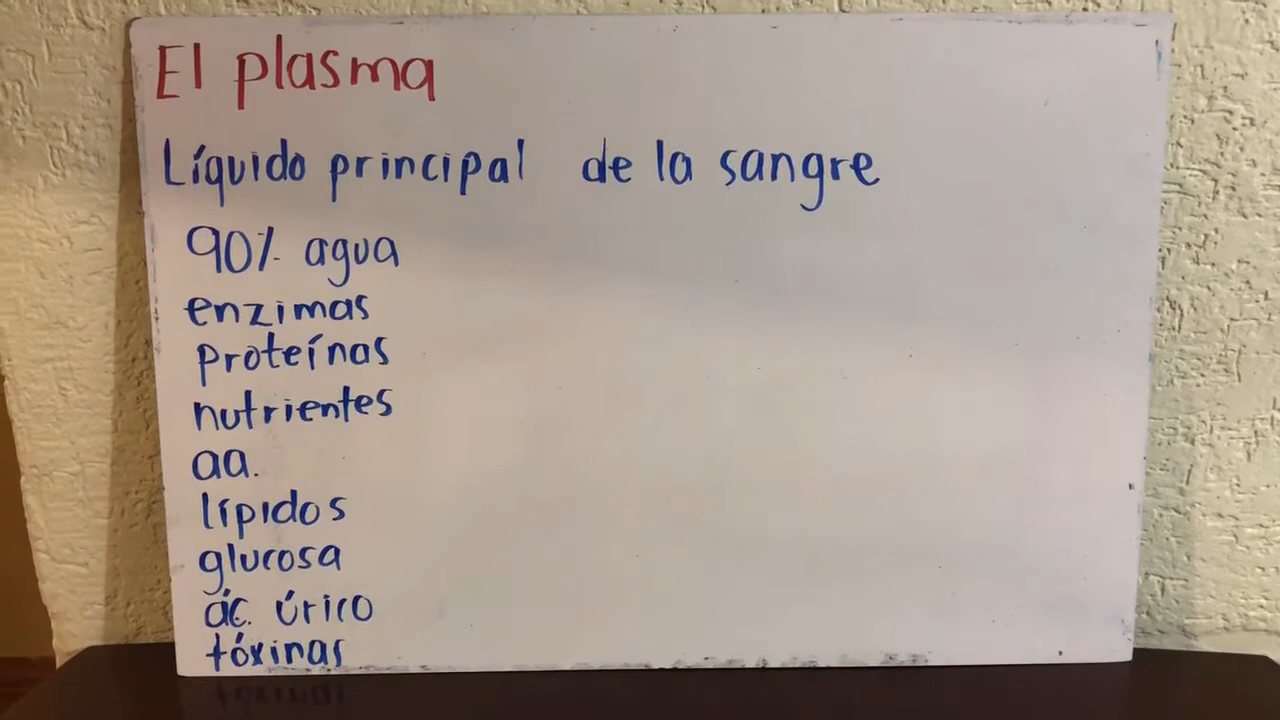 El plasma
Líquido principal de la sangre
90% agua
enzimas
proteínas
nutrientes
aa.
lípidos
glucosa
ác. úrico
tóxinas